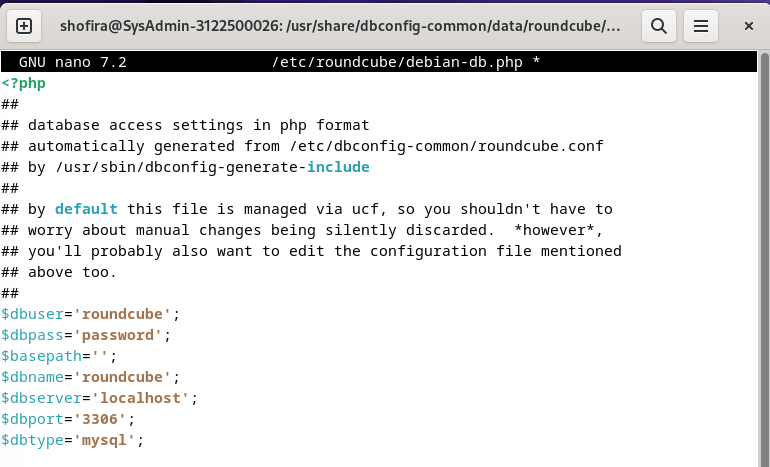 shofira@SysAdmin-3122500026: /usr/share/dbconfig-common/data/roundcube/...
GNU nano 7.2 /etc/roundcube/debian-db.php *
<?php
##
## database access settings in php format
## automatically generated from /etc/dbconfig-common/roundcube.conf
## by /usr/sbin/dbconfig-generate-include
##
## by default this file is managed via ucf, so you shouldn't have to
## worry about manual changes being silently discarded.  *however*,
## you'll probably also want to edit the configuration file mentioned
## above too.
##
$dbuser='roundcube';
$dbpass='password';
$basepath='';
$dbname='roundcube';
$dbserver='localhost';
$dbport='3306';
$dbtype='mysql';